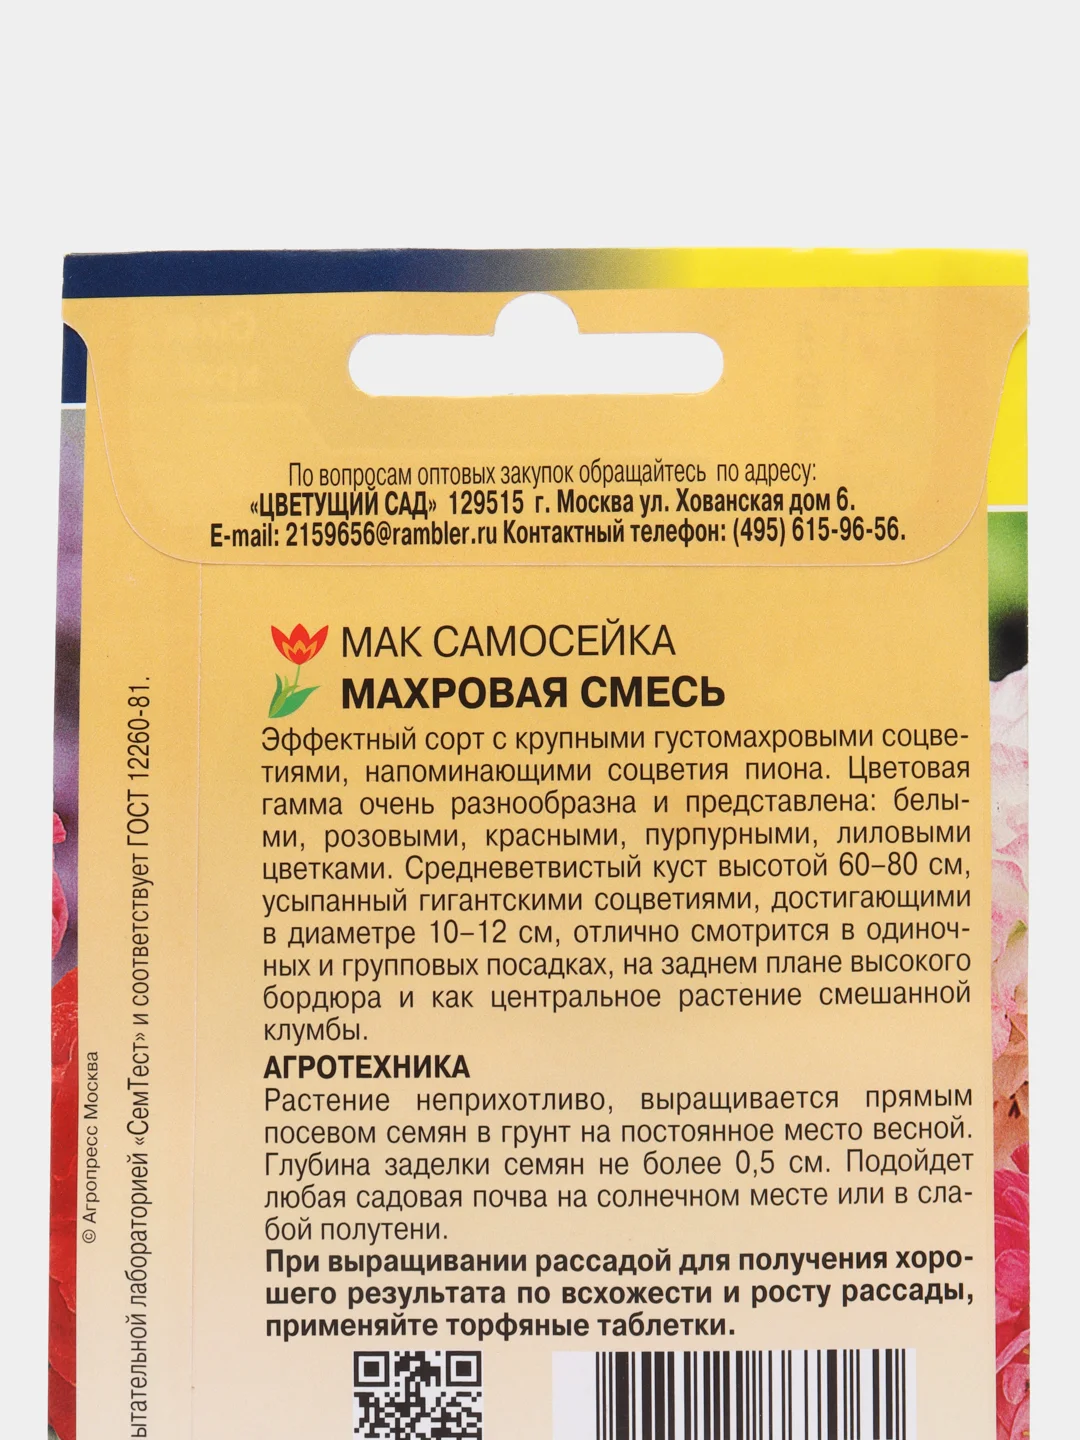 По вопросам оптовых закупок обращайтесь по адресу:
«ЦВЕТУЩИЙ САД» 129515 г. Москва ул. Хованская дом 6.
E-mail: 2159656@rambler.ru Контактный телефон: (495) 615-96-56.
МАК САМОСЕЙКА
МАХРОВАЯ СМЕСЬ
Эффектный сорт с крупными густомахровыми соцве-
тиями, напоминающими соцветия пиона. Цветовая
гамма очень разнообразна и представлена: белы-
ми, розовыми, красными, пурпурными, лиловыми
цветками. Средневетвистый куст высотой 60–80 см,
усыпанный гигантскими соцветиями, достигающими
в диаметре 10–12 см, отлично смотрится в одиноч-
ных и групповых посадках, на заднем плане высокого
бордюра и как центральное растение смешанной
клумбы.
АГРОТЕХНИКА
Растение неприхотливо, выращивается прямым
посевом семян в грунт на постоянное место весной.
Глубина заделки семян не более 0,5 см. Подойдет
любая садовая почва на солнечном месте или в сла-
бой полутени.
При выращивании рассадой для получения хоро-
шего результата по всхожести и росту рассады,
применяйте торфяные таблетки.
© Агропресс Москва
ытательной лабораторией «СемТест» и соответствует ГОСТ 12260-81.